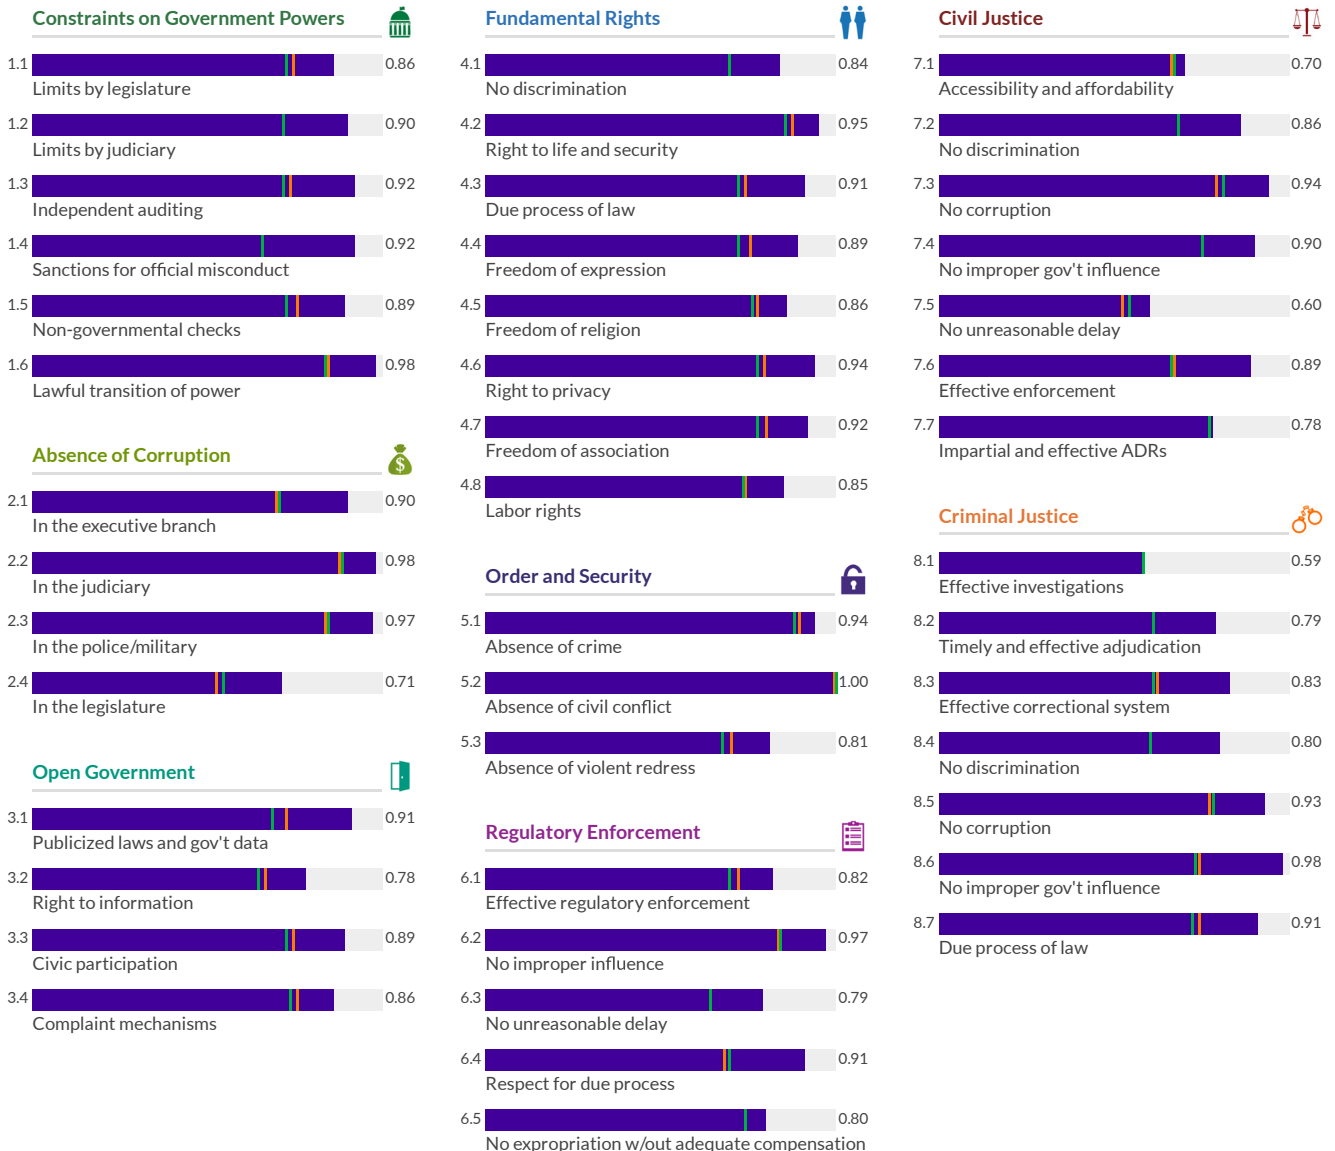 Constraints on Government Powers
1.1 0.86
Limits by legislature
1.2 0.90
Limits by judiciary
1.3 0.92
Independent auditing
1.4 0.92
Sanctions for official misconduct
1.5 0.89
Non-governmental checks
1.6 0.98
Lawful transition of power
Absence of Corruption
$
2.1 0.90
In the executive branch
2.2 0.98
In the judiciary
2.3 0.97
In the police/military
2.4 0.71
In the legislature
Open Government
3.1 0.91
Publicized laws and gov't data
3.2 0.78
Right to information
3.3 0.89
Civic participation
3.4 0.86
Complaint mechanisms
Fundamental Rights
4.1 0.84
No discrimination
4.2 0.95
Right to life and security
4.3 0.91
Due process of law
4.4 0.89
Freedom of expression
4.5 0.86
Freedom of religion
4.6 0.94
Right to privacy
4.7 0.92
Freedom of association
4.8 0.85
Labor rights
Order and Security
5.1 0.94
Absence of crime
5.2 1.00
Absence of civil conflict
5.3 0.81
Absence of violent redress
Regulatory Enforcement
6.1 0.82
Effective regulatory enforcement
6.2 0.97
No improper influence
6.3 0.79
No unreasonable delay
6.4 0.91
Respect for due process
6.5 0.80
No expropriation w/out adequate compensation
Civil Justice
7.1 0.70
Accessibility and affordability
7.2 0.86
No discrimination
7.3 0.94
No corruption
7.4 0.90
No improper gov't influence
7.5 0.60
No unreasonable delay
7.6 0.89
Effective enforcement
7.7 0.78
Impartial and effective ADRs
Criminal Justice
8.1 0.59
Effective investigations
8.2 0.79
Timely and effective adjudication
8.3 0.83
Effective correctional system
8.4 0.80
No discrimination
8.5 0.93
No corruption
8.6 0.98
No improper gov't influence
8.7 0.91
Due process of law